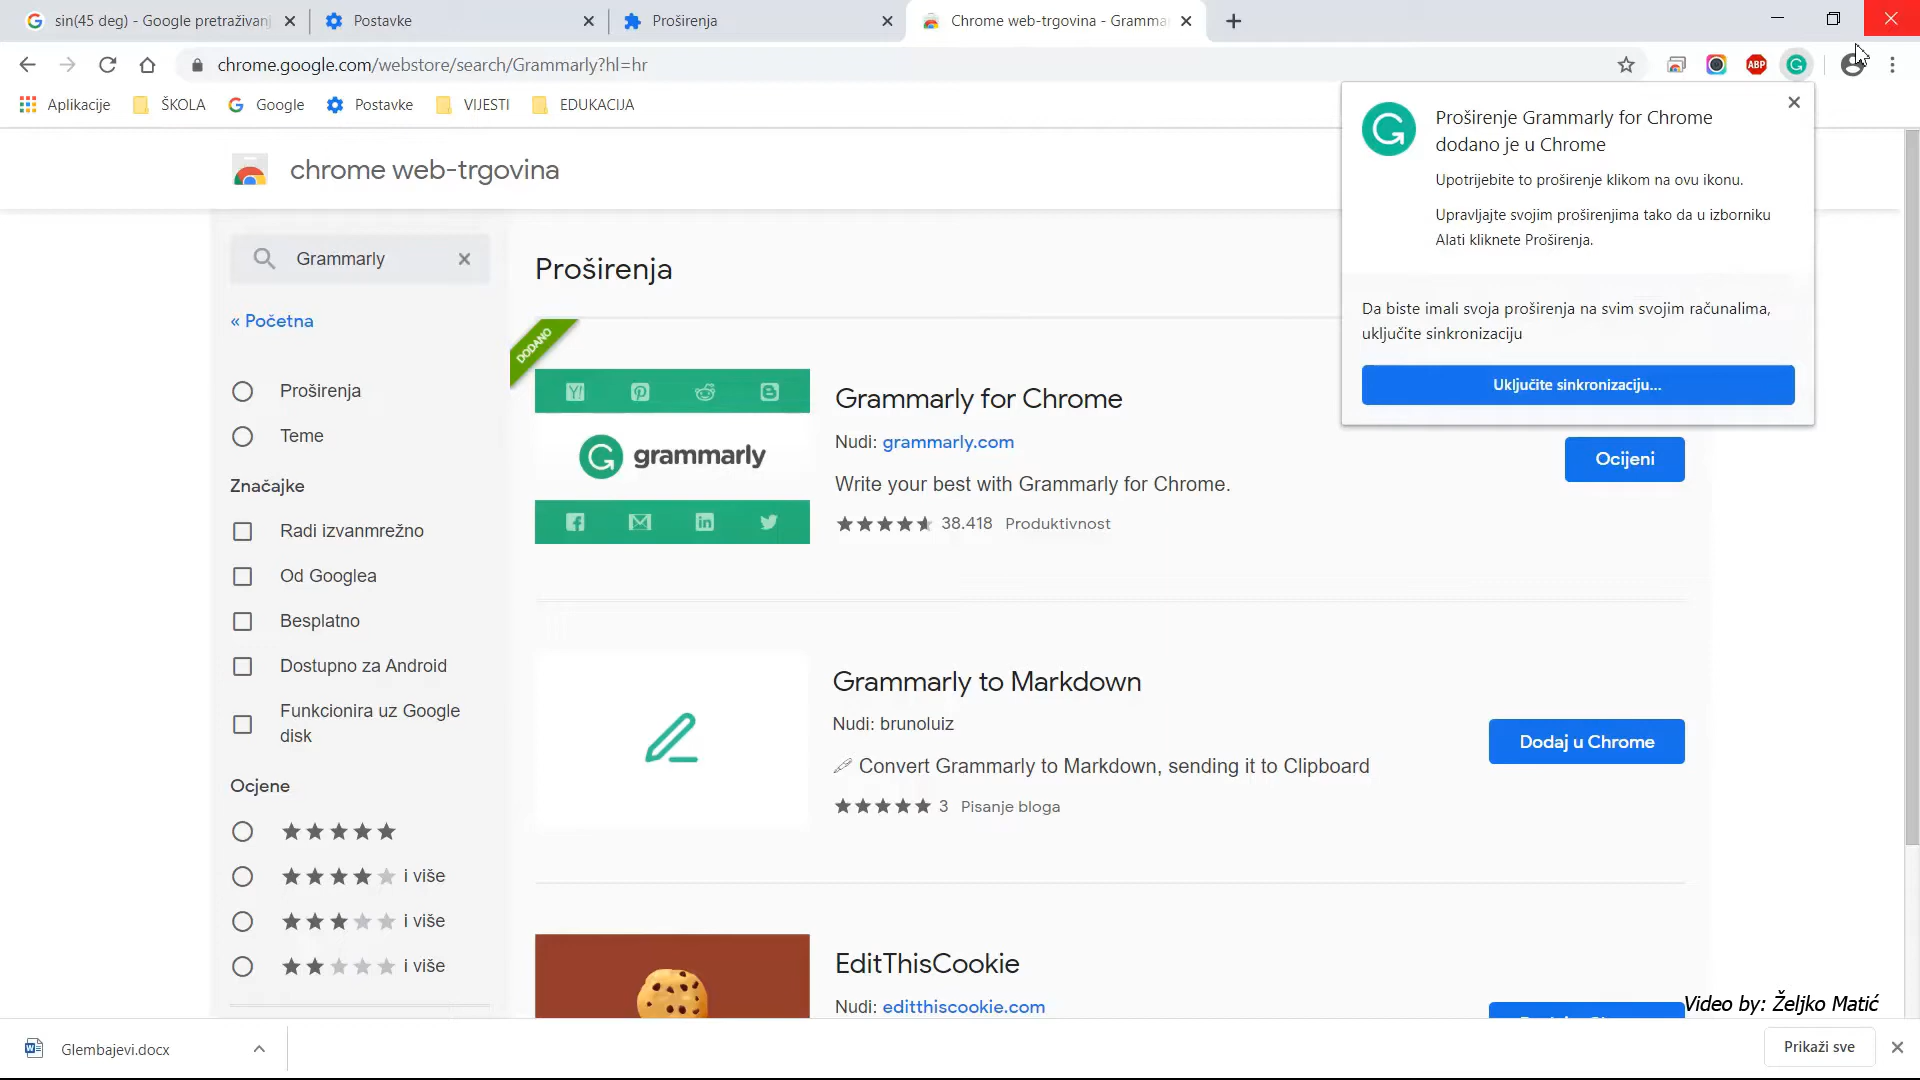 sin(45 deg) - Google pretraživanj
Postavke
Proširenja
Chrome web-trgovina - Gramma
chrome.google.com/webstore/search/Grammarly?hl=hr
ABP
Aplikacije
ŠKOLA
Google
Postavke
VIJESTI
EDUKACIJA
Proširenje Grammarly for Chrome
dodano je u Chrome
Upotrijebite to proširenje klikom na ovu ikonu.
Upravljajte svojim proširenjima tako da u izborniku
Alati kliknete Proširenja.
Da biste imali svoja proširenja na svim svojim računalima,
uključite sinkronizaciju
Uključite sinkronizaciju...
chrome web-trgovina
Grammarly
« Početna
Proširenja
Teme
Značajke
Radi izvanmrežno
Od Googlea
Besplatno
Dostupno za Android
Funkcionira uz Google
disk
Ocjene
i više
i više
i više
Proširenja
DODANO
grammarly
Grammarly for Chrome
Nudi: grammarly.com
Write your best with Grammarly for Chrome.
38.418 Produktivnost
Ocijeni
Grammarly to Markdown
Nudi: brunoluiz
Convert Grammarly to Markdown, sending it to Clipboard
3 Pisanje bloga
Dodaj u Chrome
EditThisCookie
Nudi: editthiscookie.com
Video by: Željko Matić
Glembajevi.docx
Prikaži sve